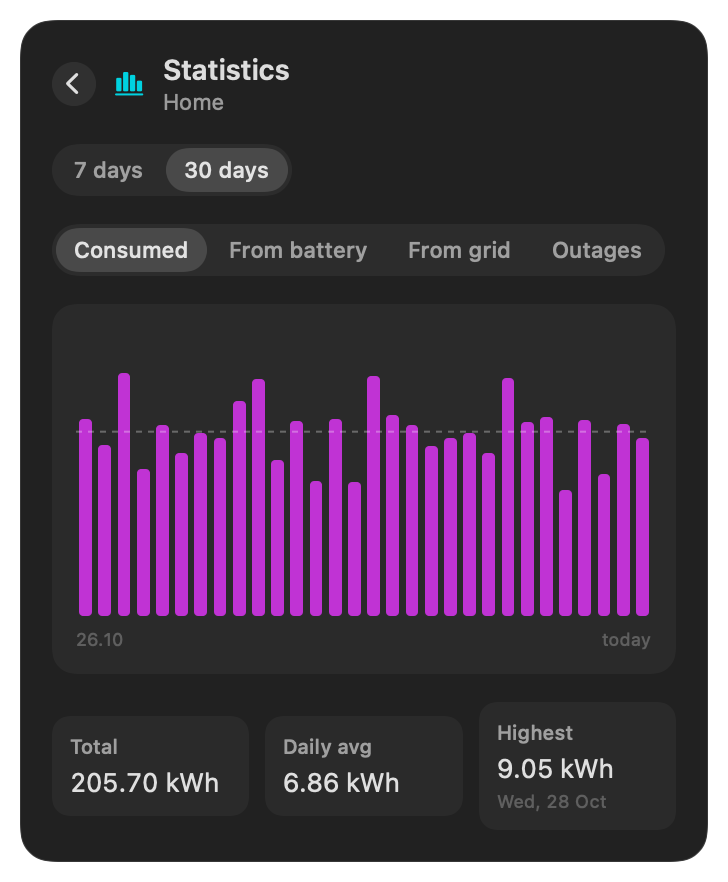 Statistics
Home
7 days 30 days
Consumed From battery From grid Outages
26.10 today
Total
205.70 kWh
Daily avg
6.86 kWh
Highest
9.05 kWh
Wed, 28 Oct